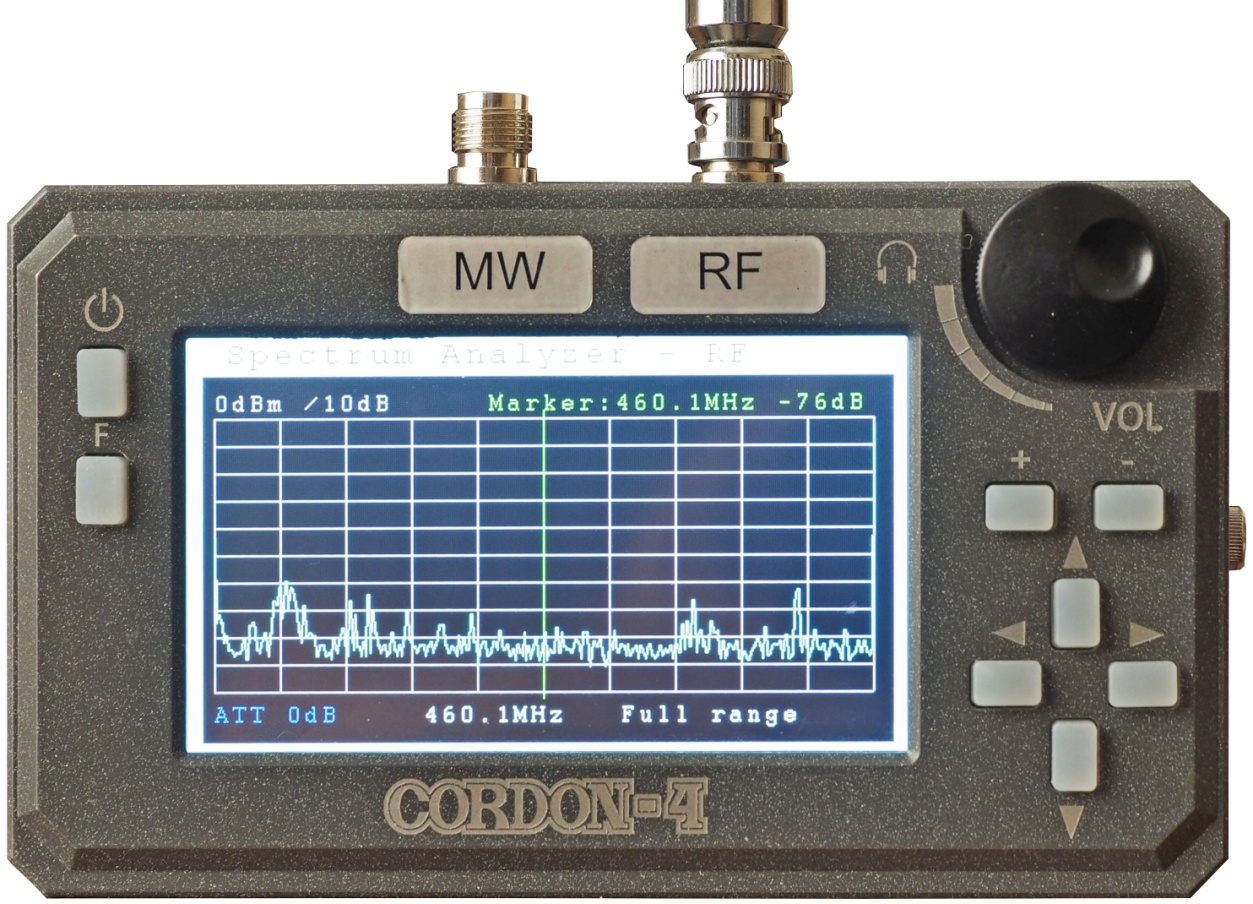 MW RF
Spectrum Analyzer - RF
0dBm /10dB Marker:460.1MHz -76dB
F
VOL
+ -
ATT 0dB 460.1MHz Full range
CORDON-4